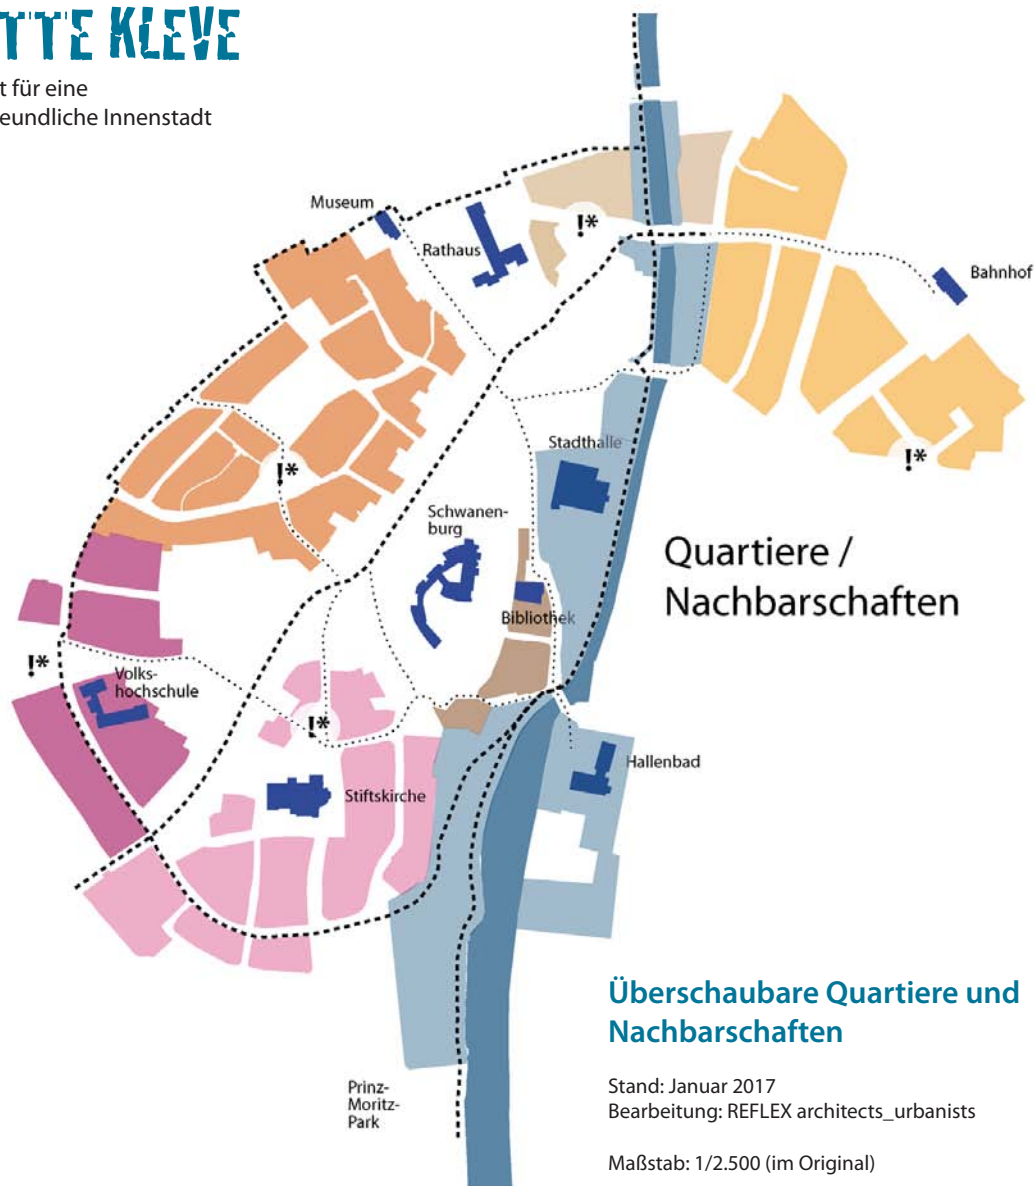 TTE KLEVE
t für eine
eundliche Innenstadt
Museum
Rathaus
!*
Bahnhof
Stadthalle
!*
!*
Schwanen-
burg
Quartiere /
Nachbarschaften
Bibliothek
!*
Volks-
hochschule
!*
Hallenbad
Stiftskirche
Überschaubare Quartiere und
Nachbarschaften
Prinz-
Moritz-
Park
Stand: Januar 2017
Bearbeitung: REFLEX architects_urbanists
Maßstab: 1/2.500 (im Original)